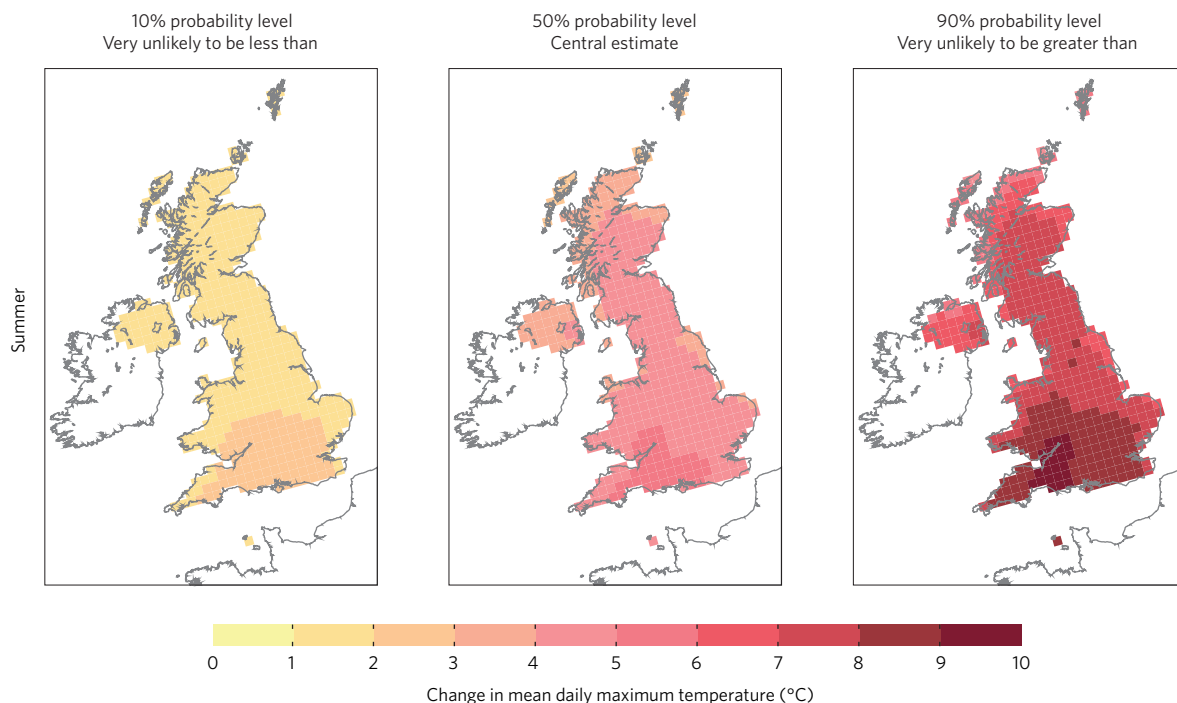 10% probability level
Very unlikely to be less than
50% probability level
Central estimate
90% probability level
Very unlikely to be greater than
Summer
0 1 2 3 4 5 6 7 8 9 10
Change in mean daily maximum temperature (°C)